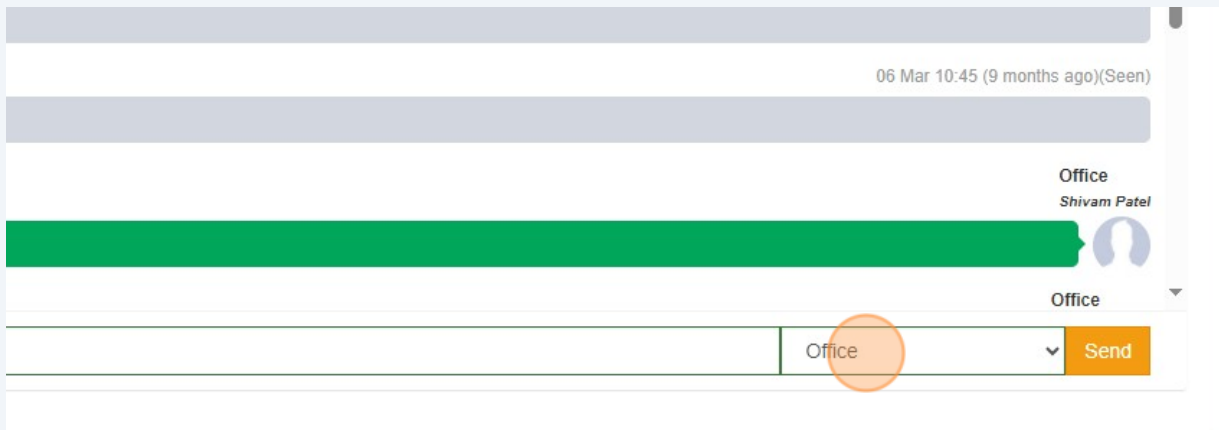 06 Mar 10:45 (9 months ago)(Seen)
Office
Shivam Patel
Office
Office
Send